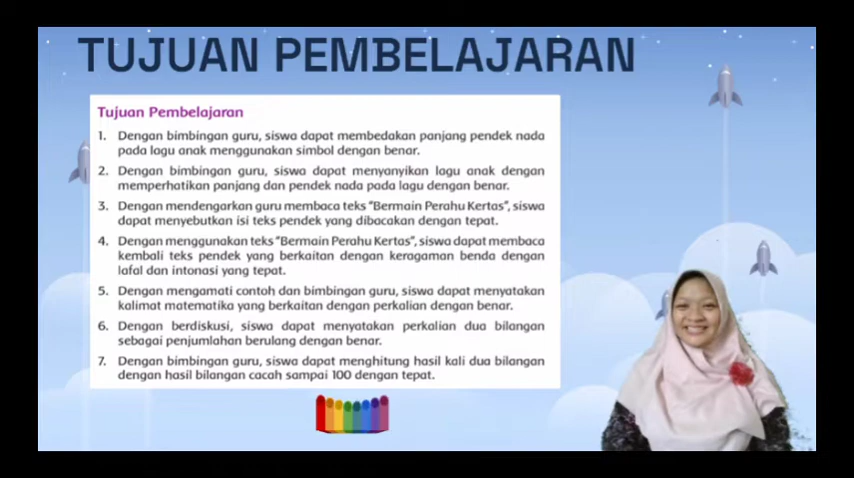 TUJUAN PEMBELAJARAN
Tujuan Pembelajaran
1. Dengan bimbingan guru, siswa dapat membedakan panjang pendek nada
pada lagu anak menggunakan simbol dengan benar.
2. Dengan bimbingan guru, siswa dapat menyanyikan lagu anak dengan
memperhatikan panjang dan pendek nada pada lagu dengan benar.
3. Dengan mendengarkan guru membaca teks “Bermain Perahu Kertas”, siswa
dapat menyebutkan isi teks pendek yang dibacakan dengan tepat.
4. Dengan menggunakan teks “Bermain Perahu Kertas”, siswa dapat membaca
kembali teks pendek yang berkaitan dengan keragaman benda dengan
lafal dan intonasi yang tepat.
5. Dengan mengamati contoh dan bimbingan guru, siswa dapat menyatakan
kalimat matematika yang berkaitan dengan perkalian dengan benar.
6. Dengan berdiskusi, siswa dapat menyatakan perkalian dua bilangan
sebagai penjumlahan berulang dengan benar.
7. Dengan bimbingan guru, siswa dapat menghitung hasil kali dua bilangan
dengan hasil bilangan cacah sampai 100 dengan tepat.